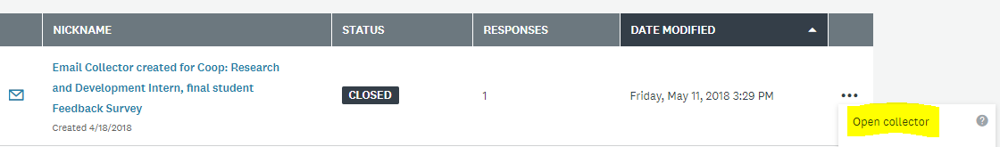 NICKNAME STATUS RESPONSES DATE MODIFIED
Email Collector created for Coop: Research
and Development Intern, final student
Feedback Survey
Created 4/18/2018
CLOSED 1 Friday, May 11, 2018 3:29 PM •••
Open collector ?